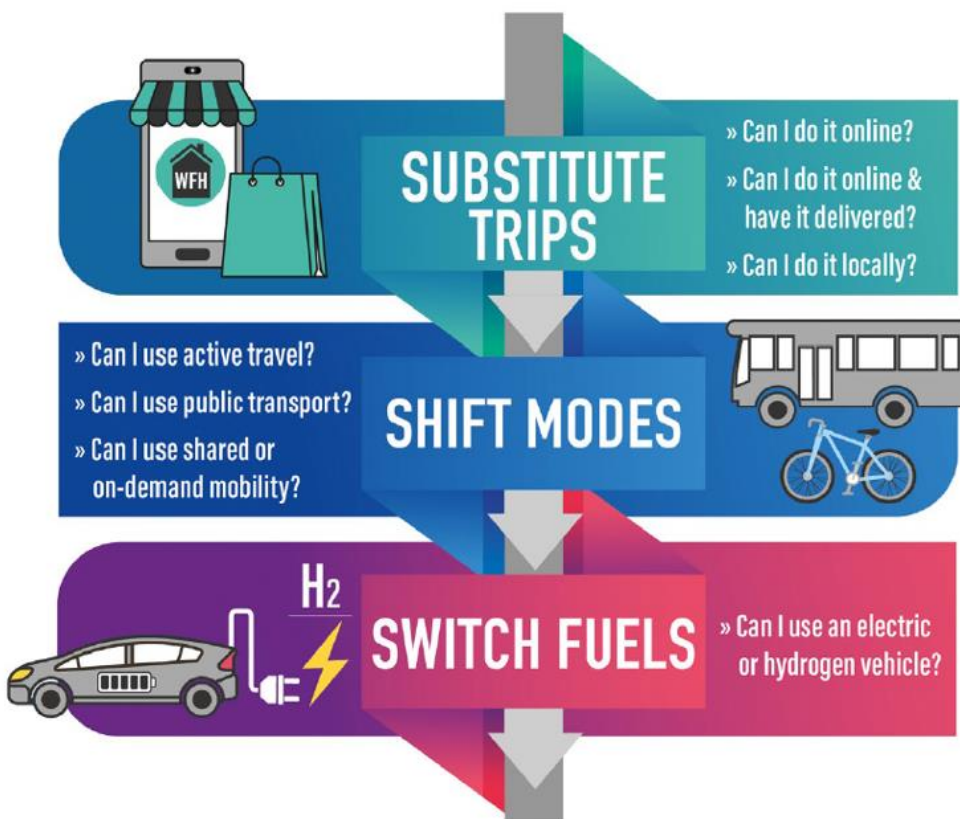 WFH
SUBSTITUTE
TRIPS
» Can I do it online?
» Can I do it online &
have it delivered?
» Can I do it locally?
» Can I use active travel?
» Can I use public transport?
» Can I use shared or
on-demand mobility?
SHIFT MODES
H2
SWITCH FUELS
» Can I use an electric
or hydrogen vehicle?